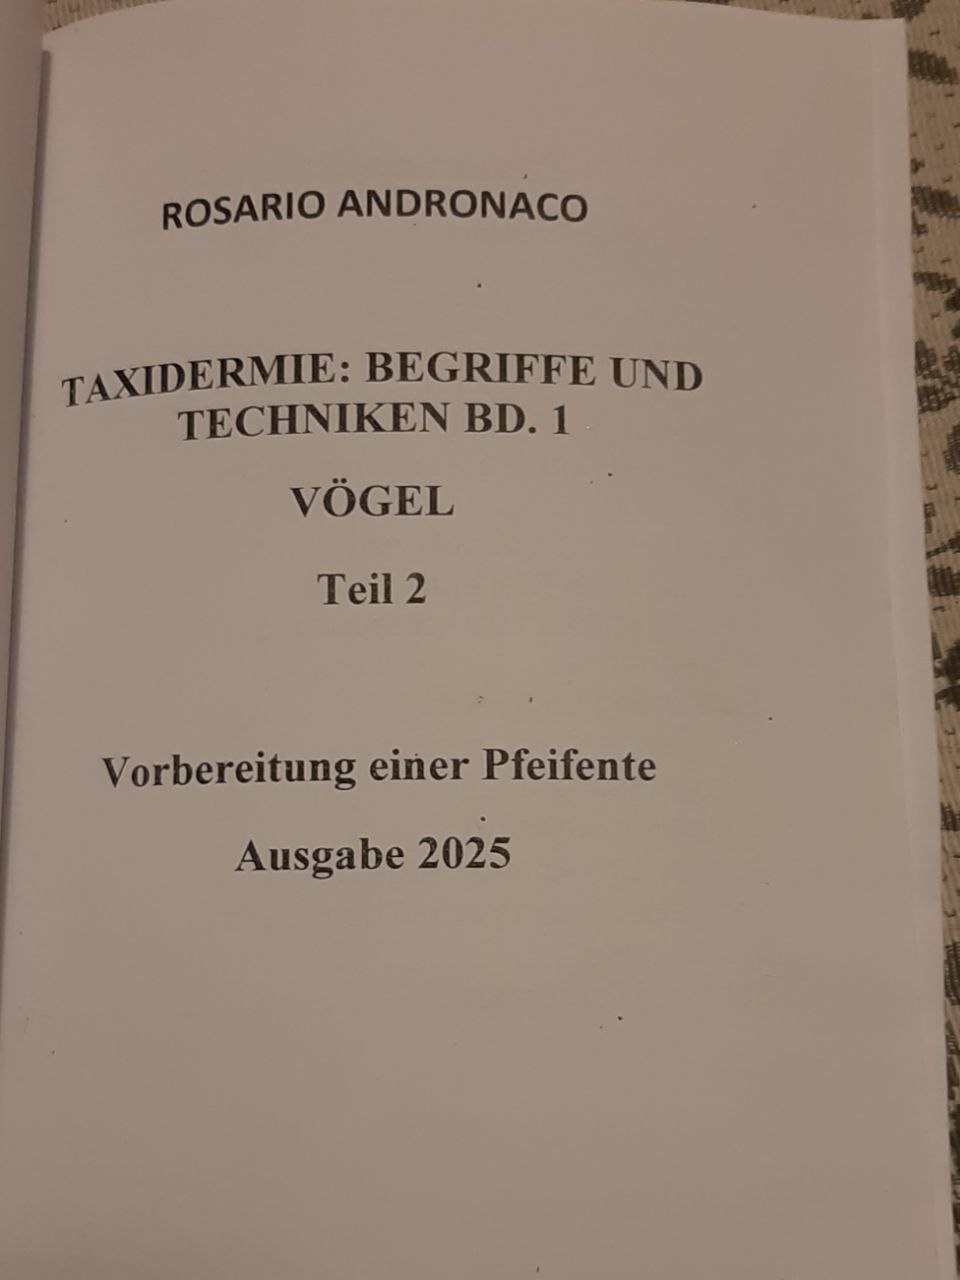 ROSARIO ANDRONACO
TAXIDERMIE: BEGRIFFE UND
TECHNIKEN BD. 1
VÖGEL
Teil 2
Vorbereitung einer Pfeifente
Ausgabe 2025